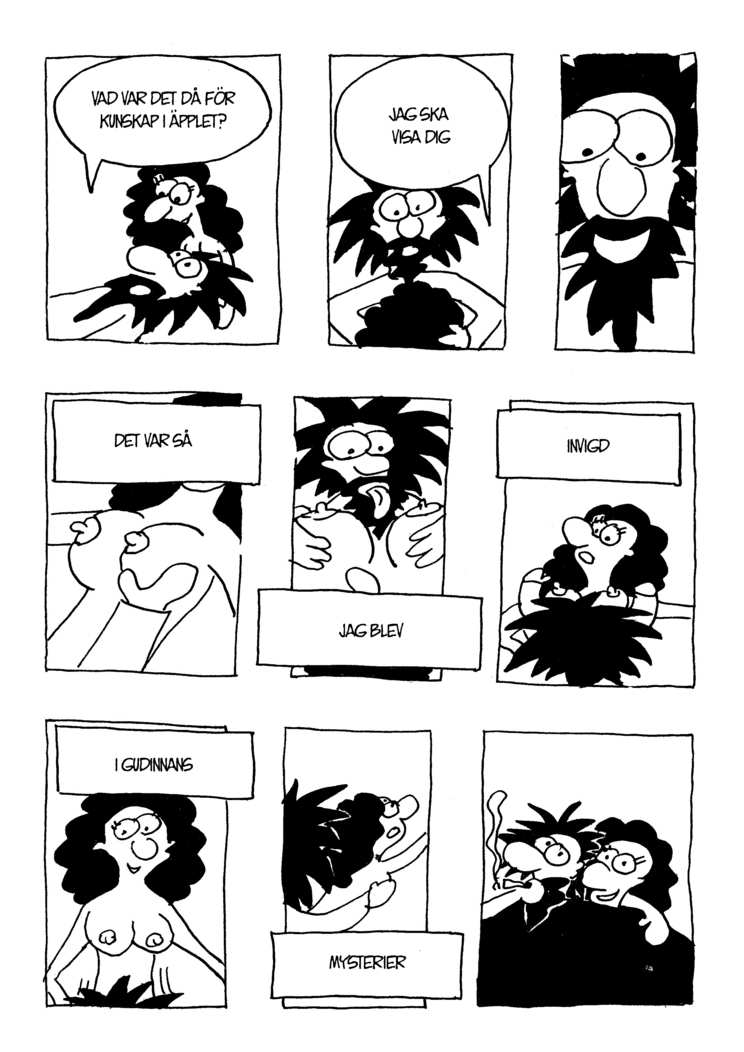 VAD VAR DET DÅ FÖR
KUNSKAP I ÄPPLET?
JAG SKA
VISA DIG
DET VAR SÅ
JAG BLEV
INVIGD
I GUDINNANS
MYSTERIER